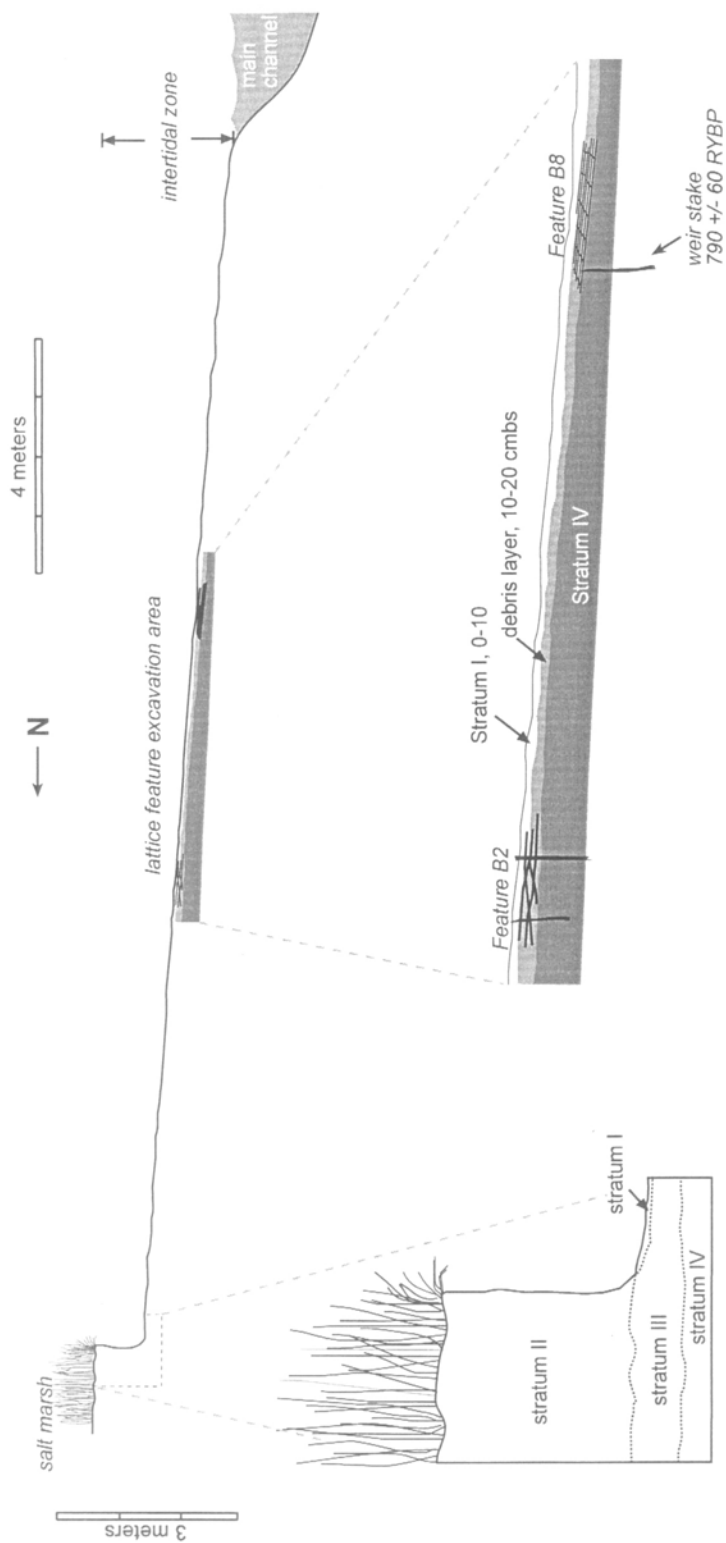 salt marsh
N
4 meters
intertidal zone
main
channel
lattice feature excavation area
3 meters
stratum I
stratum II
stratum III
stratum IV
Feature B2
Stratum I, 0-10
debris layer, 10-20 cmbs
Stratum IV
Feature B8
weir stake
790 +/- 60 RYBP